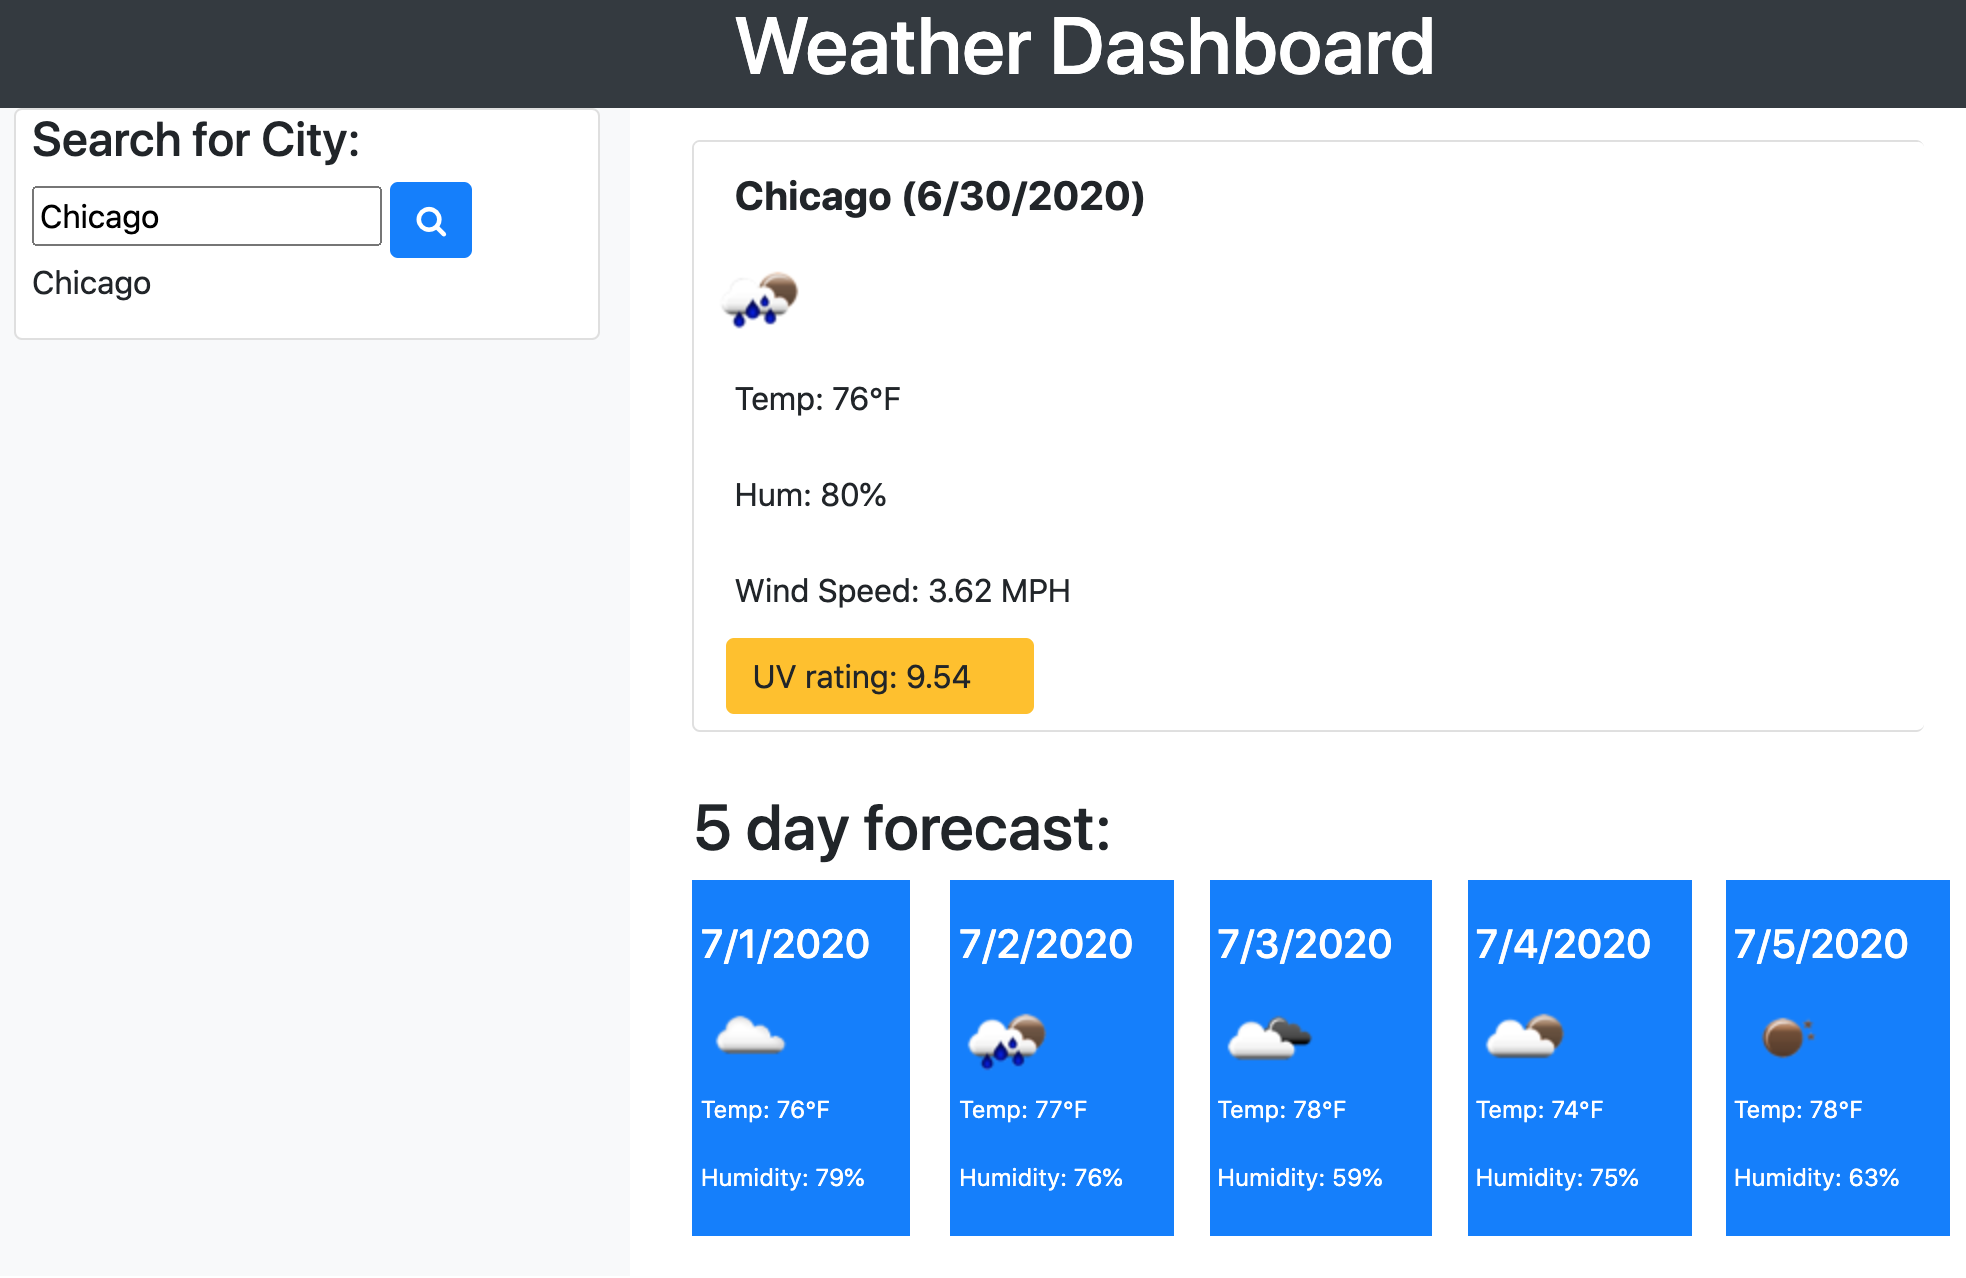 Weather Dashboard
Search for City:
Chicago
Chicago
Chicago (6/30/2020)
Temp: 76°F
Hum: 80%
Wind Speed: 3.62 MPH
UV rating: 9.54
5 day forecast:
7/1/2020
Temp: 76°F
Humidity: 79%
7/2/2020
Temp: 77°F
Humidity: 76%
7/3/2020
Temp: 78°F
Humidity: 59%
7/4/2020
Temp: 74°F
Humidity: 75%
7/5/2020
Temp: 78°F
Humidity: 63%